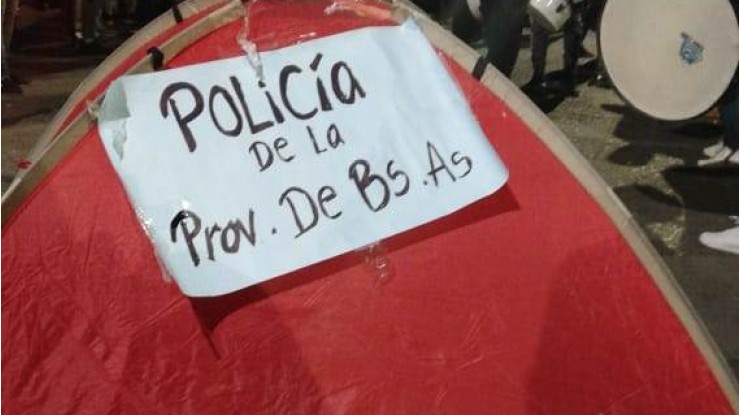 POLICÍA
De La
Prov. De Bs. As